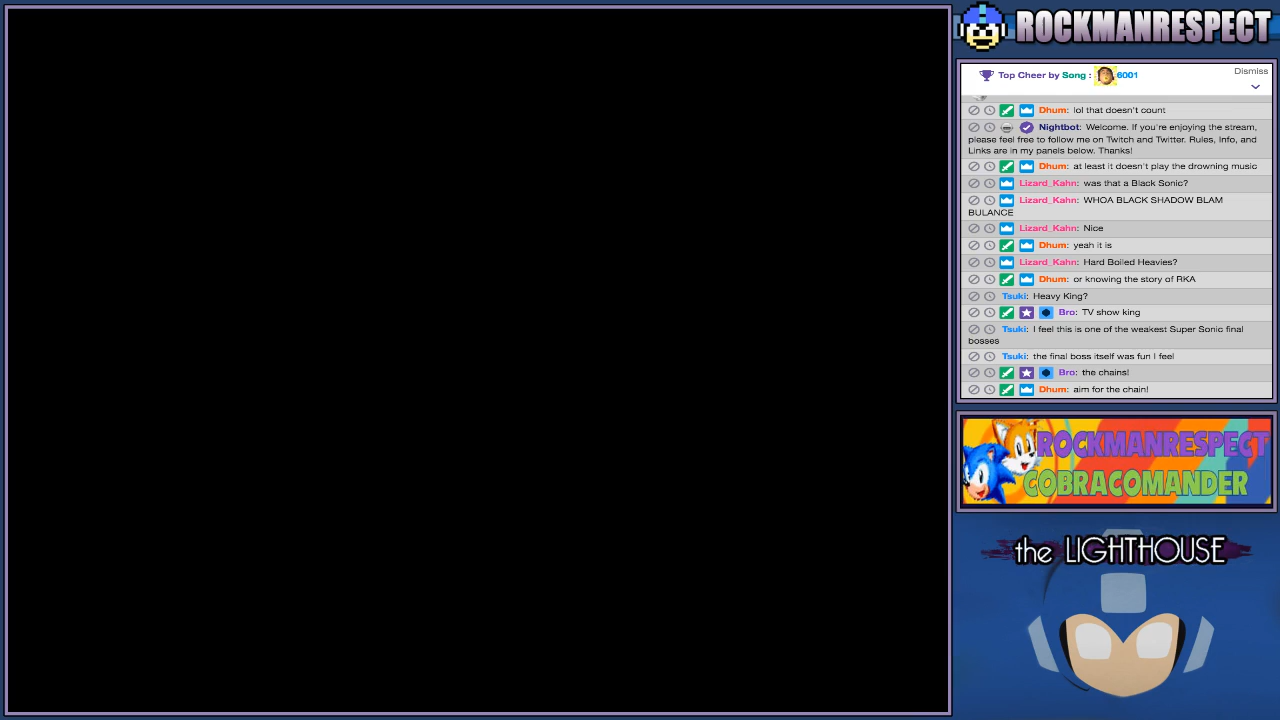 ROCKMANRESPECT
Top Cheer by Song : 6001
Dismiss
Dhum: lol that doesn't count
Nightbot: Welcome. If you're enjoying the stream,
please feel free to follow me on Twitch and Twitter. Rules, Info, and
Links are in my panels below. Thanks!
Dhum: at least it doesn't play the drowning music
Lizard_Kahn: was that a Black Sonic?
Lizard_Kahn: WHOA BLACK SHADOW BLAM
BULANCE
Lizard_Kahn: Nice
Dhum: yeah it is
Lizard_Kahn: Hard Boiled Heavies?
Dhum: or knowing the story of RKA
Tsuki: Heavy King?
Bro: TV show king
Tsuki: I feel this is one of the weakest Super Sonic final
bosses
Tsuki: the final boss itself was fun I feel
Bro: the chains!
Dhum: aim for the chain!
ROCKMANRESPECT
COBRACOMANDER
the LIGHTHOUSE